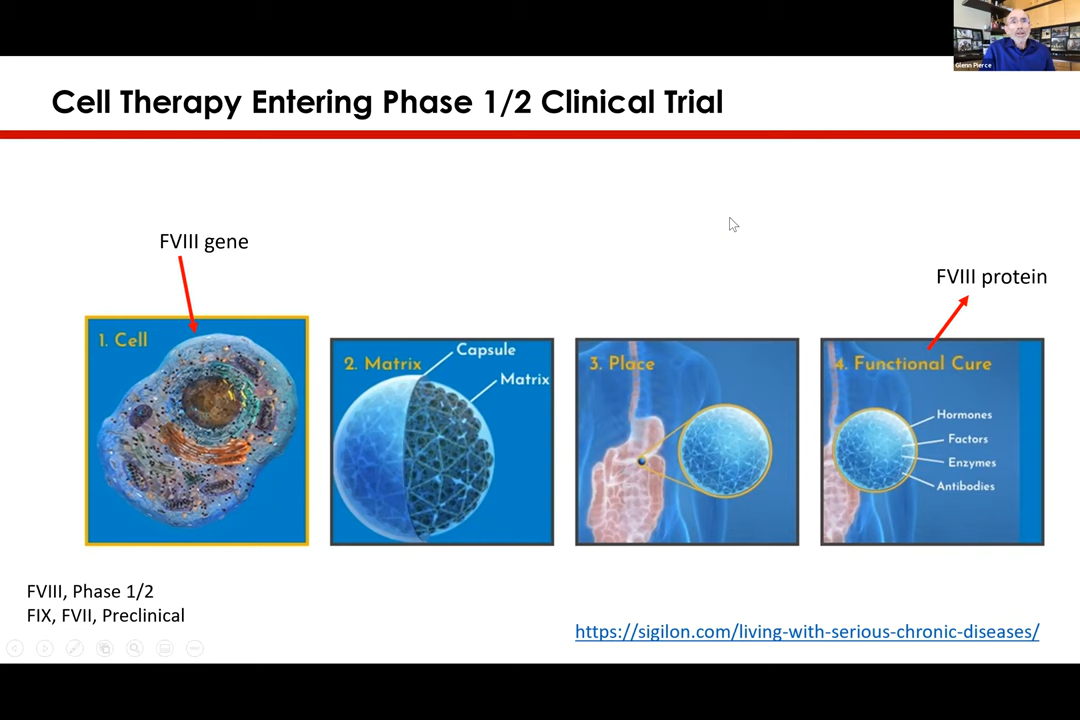 Glenn Pierce
Cell Therapy Entering Phase 1/2 Clinical Trial
FVIII gene
FVIII protein
1. Cell
2. Matrix
Capsule
Matrix
3. Place
4. Functional Cure
Hormones
Factors
Enzymes
Antibodies
FVIII, Phase 1/2
FIX, FVII, Preclinical
https://sigilon.com/living-with-serious-chronic-diseases/